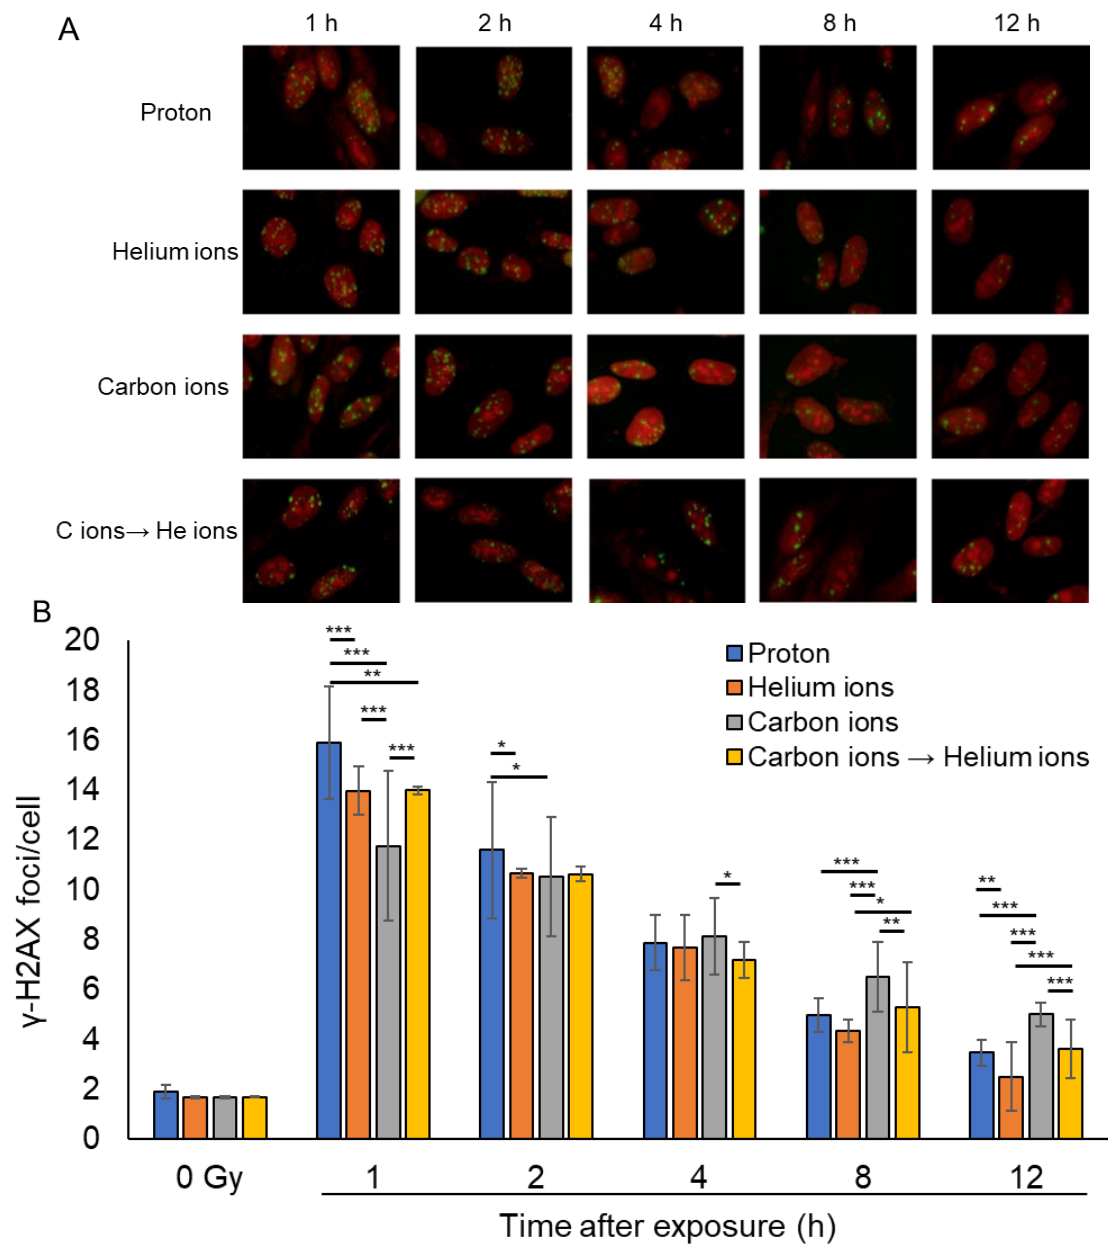 A
1 h 2 h 4 h 8 h 12 h
Proton
Helium ions
Carbon ions
C ions→ He ions
B
γ-H2AX foci/cell
20
18
16
14
12
10
8
6
4
2
0
Proton
Helium ions
Carbon ions
Carbon ions → Helium ions
***
***
**
***
***
*
*
*
***
***
*
**
**
***
***
***
***
0 Gy 1 2 4 8 12
Time after exposure (h)